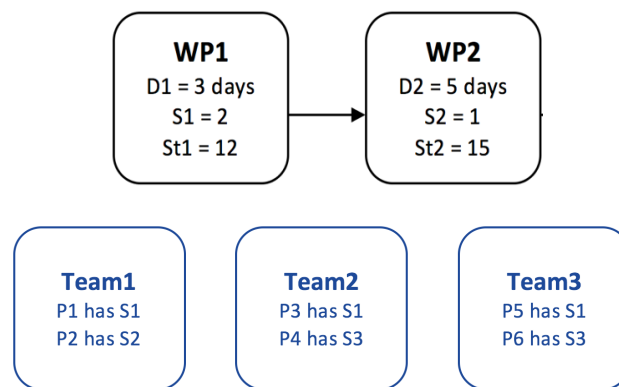 WP1
D1 = 3 days
S1 = 2
St1 = 12
WP2
D2 = 5 days
S2 = 1
St2 = 15
Team1
P1 has S1
P2 has S2
Team2
P3 has S1
P4 has S3
Team3
P5 has S1
P6 has S3